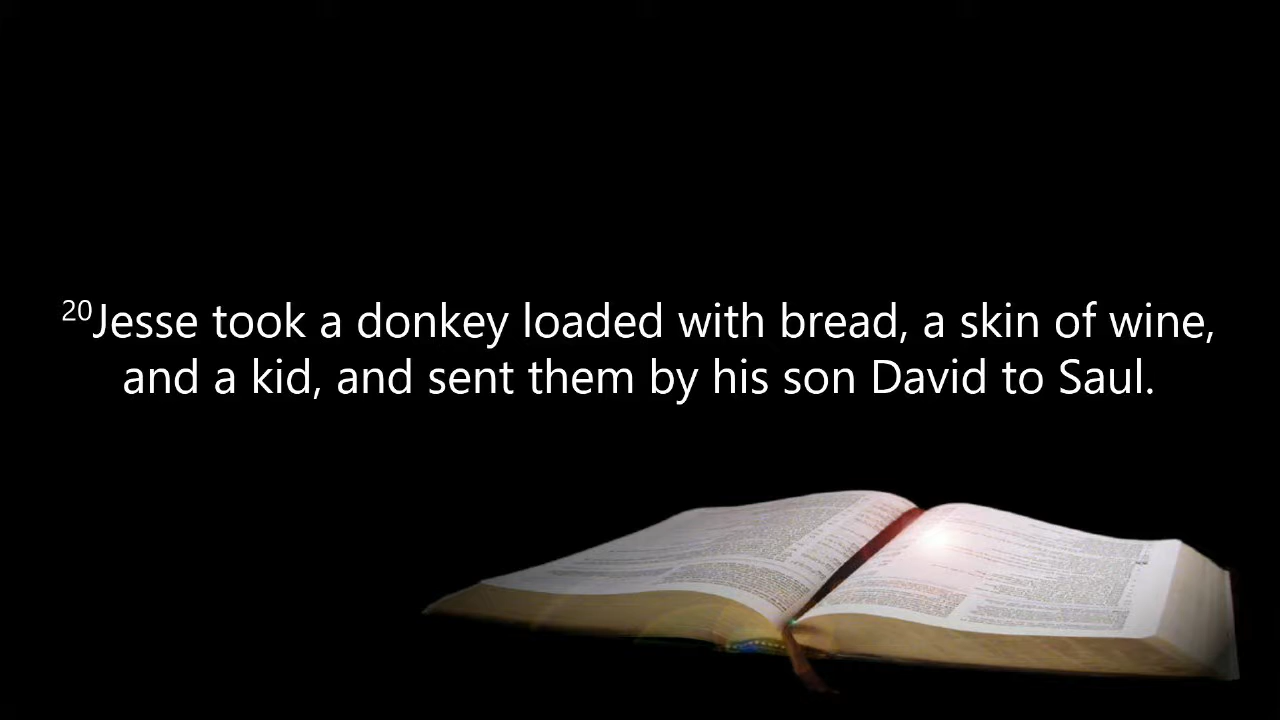 20Jesse took a donkey loaded with bread, a skin of wine,
and a kid, and sent them by his son David to Saul.